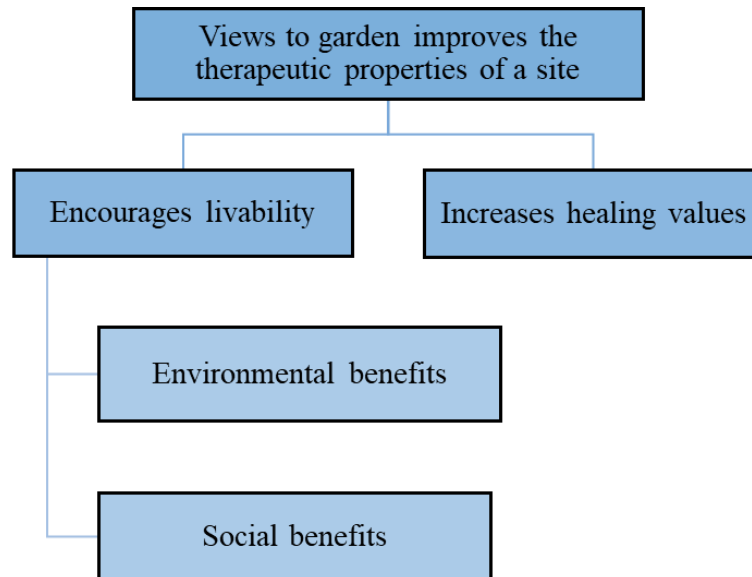 Views to garden improves the
therapeutic properties of a site
Encourages livability
Increases healing values
Environmental benefits
Social benefits